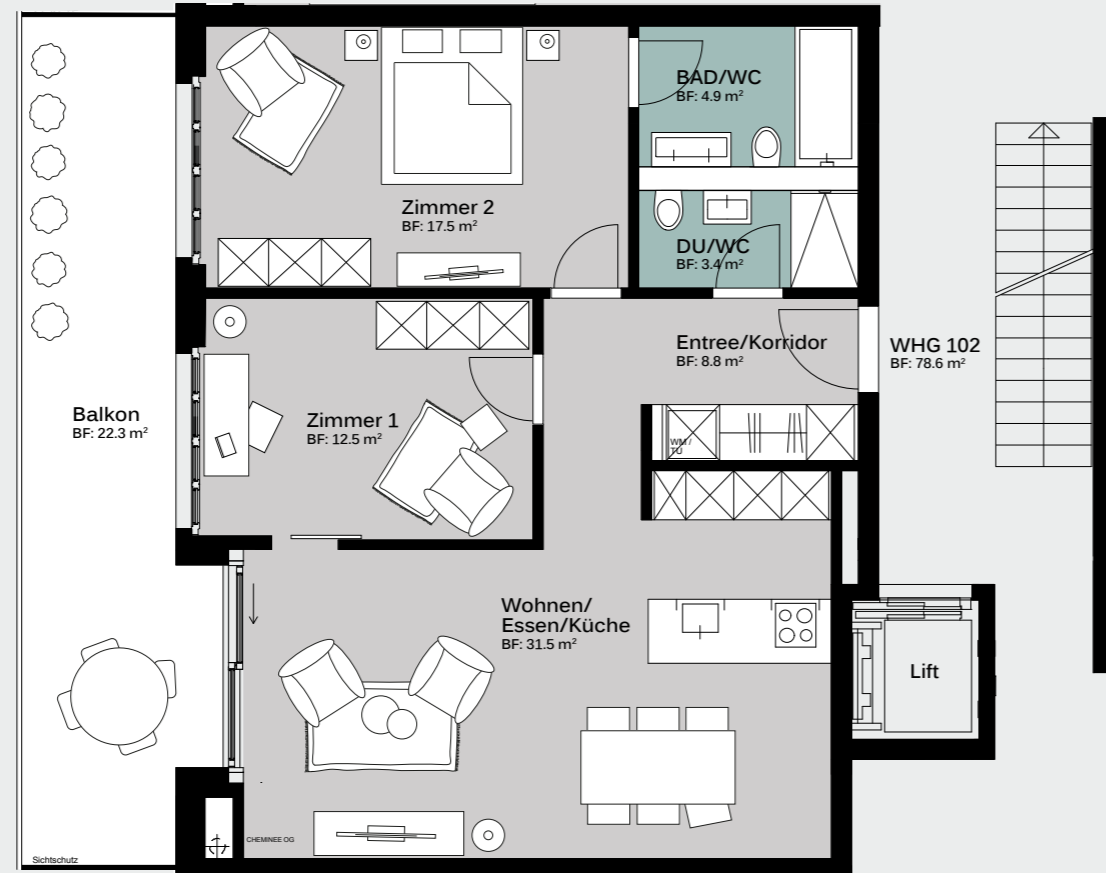 BAD/WC
BF: 4.9 m²
Zimmer 2
BF: 17.5 m²
DU/WC
BF: 3.4 m²
Entree/Korridor
BF: 8.8 m²
WHG 102
BF: 78.6 m²
Balkon
BF: 22.3 m²
Zimmer 1
BF: 12.5 m²
WM /
TU
Wohnen/
Essen/Küche
BF: 31.5 m²
Lift
CHEMINEE OG
Sichtschutz